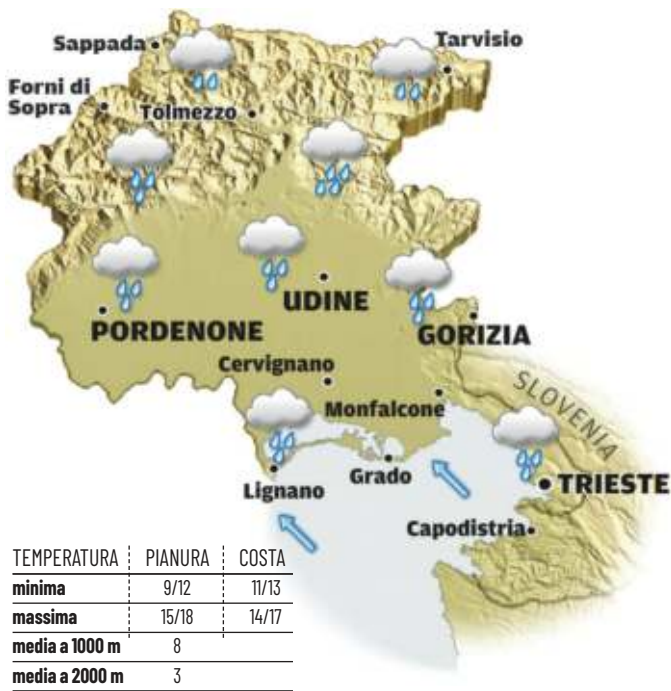 Sappada
Tarvisio
Forni di
Sopra
Tolmezzo
UDINE
PORDENONE
GORIZIA
Cervignano
Monfalcone
SLOVENIA
Grado
Lignano
TRIESTE
Capodistria
TEMPERATURA PIANURA COSTA
minima 9/12 11/13
massima 15/18 14/17
media a 1000 m 8
media a 2000 m 3